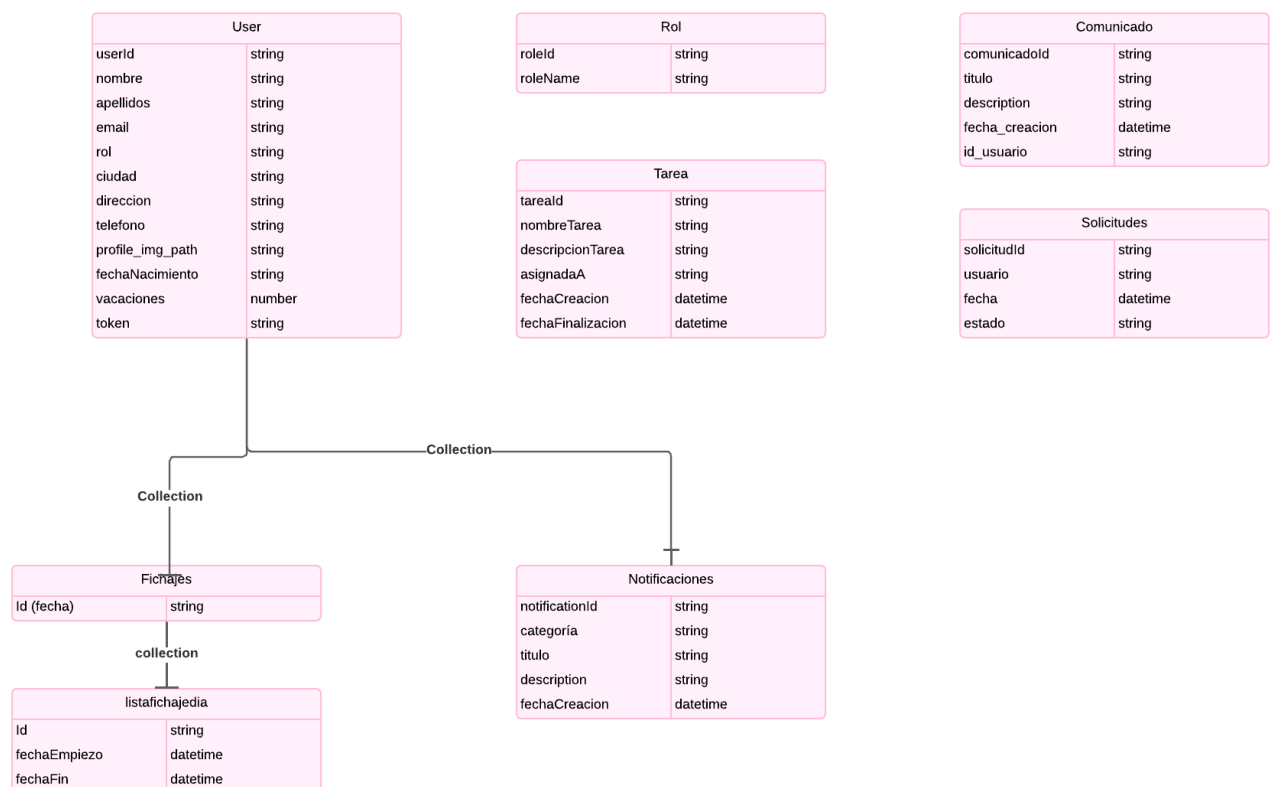 User
userId string
nombre string
apellidos string
email string
rol string
ciudad string
direccion string
telefono string
profile_img_path string
fechaNacimiento string
vacaciones number
token string
Rol
roleId string
roleName string
Tarea
tareaId string
nombreTarea string
descripcionTarea string
asignadaA string
fechaCreacion datetime
fechaFinalizacion datetime
Comunicado
comunicadoId string
titulo string
description string
fecha_creacion datetime
id_usuario string
Solicitudes
solicitudId string
usuario string
fecha datetime
estado string
Collection
Collection
Fichajes
Id (fecha) string
collection
listafichajedia
Id string
fechaEmpiezo datetime
fechaFin datetime
Notificaciones
notificationId string
categoría string
titulo string
description string
fechaCreacion datetime